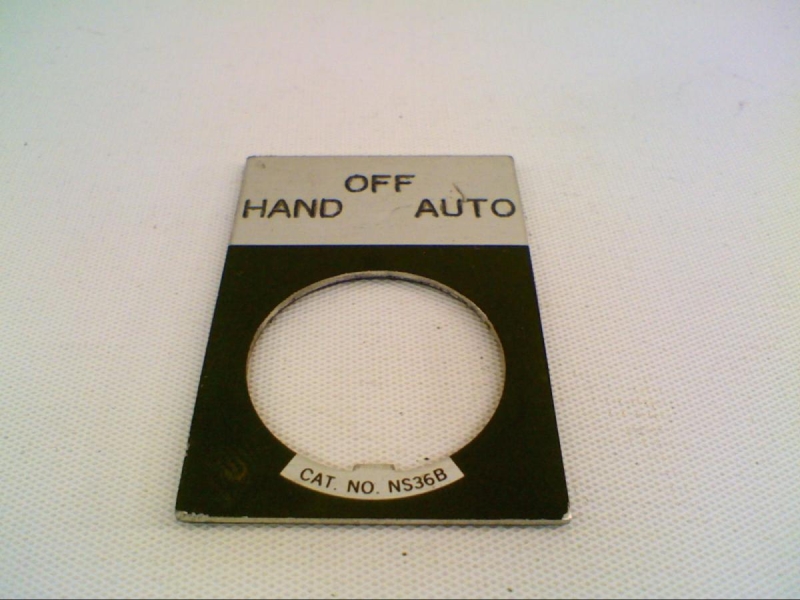 OFF
HAND AUTO
CAT. NO. NS36B